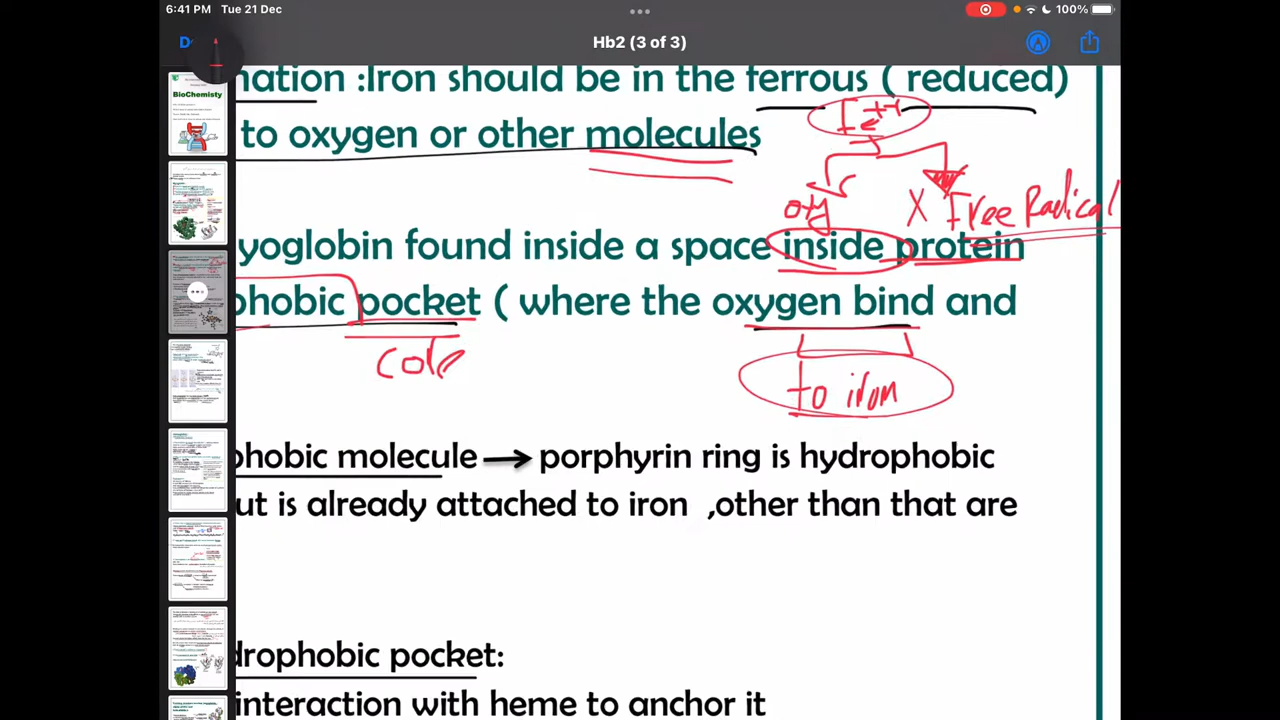 6:41 PM Tue 21 Dec
100%
Hb2 (3 of 3)
BioChemisty
nation :Iron should be in the ferrous ( reduced)
Fe++
to oxygen or other molecules
oxy
X Free Radical
yoglobin found inside a space inside protein
phobic pocket ( where the oxygen bind and
core
to iron
phobic molecule → porphyrin ring is hydrophobic
ut is already attached to iron ,other than that are
drophobic pocket:
interaction with heme to anchor it